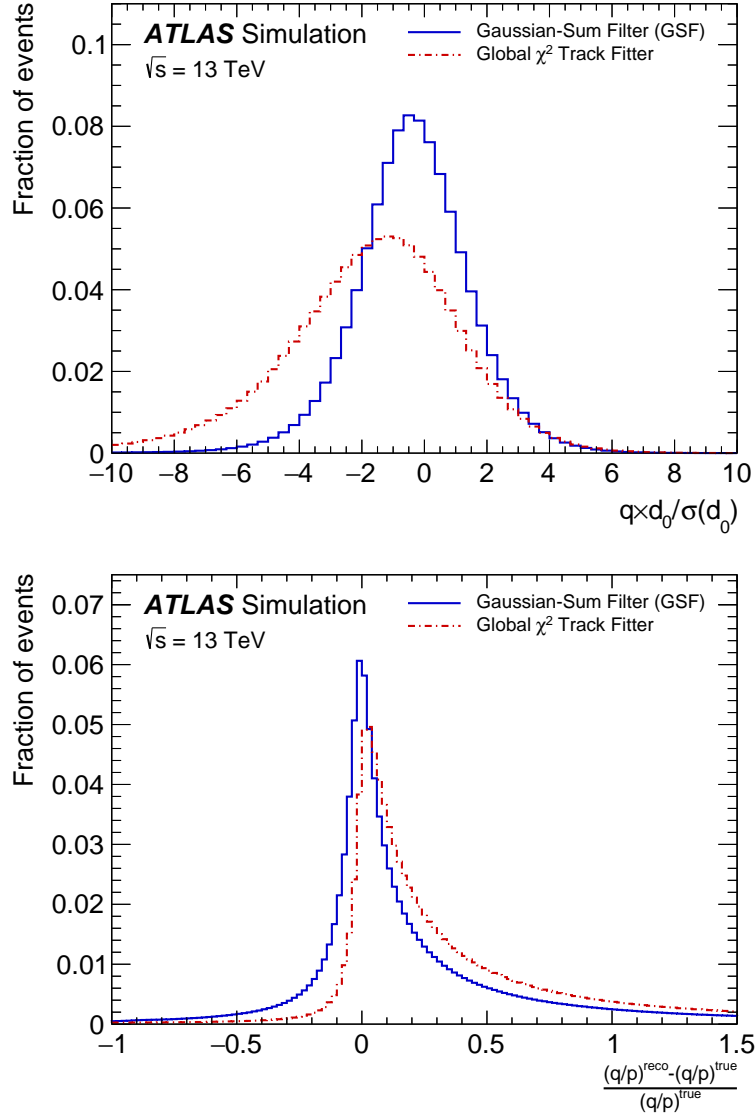 ATLAS Simulation
√s = 13 TeV
Gaussian-Sum Filter (GSF)
Global χ² Track Fitter
Fraction of events
0.1
0.08
0.06
0.04
0.02
0
−10 −8 −6 −4 −2 0 2 4 6 8 10
q×d₀/σ(d₀)
ATLAS Simulation
√s = 13 TeV
Gaussian-Sum Filter (GSF)
Global χ² Track Fitter
Fraction of events
0.07
0.06
0.05
0.04
0.03
0.02
0.01
0
−1 −0.5 0 0.5 1 1.5
(q/p)^reco-(q/p)^true
(q/p)^true